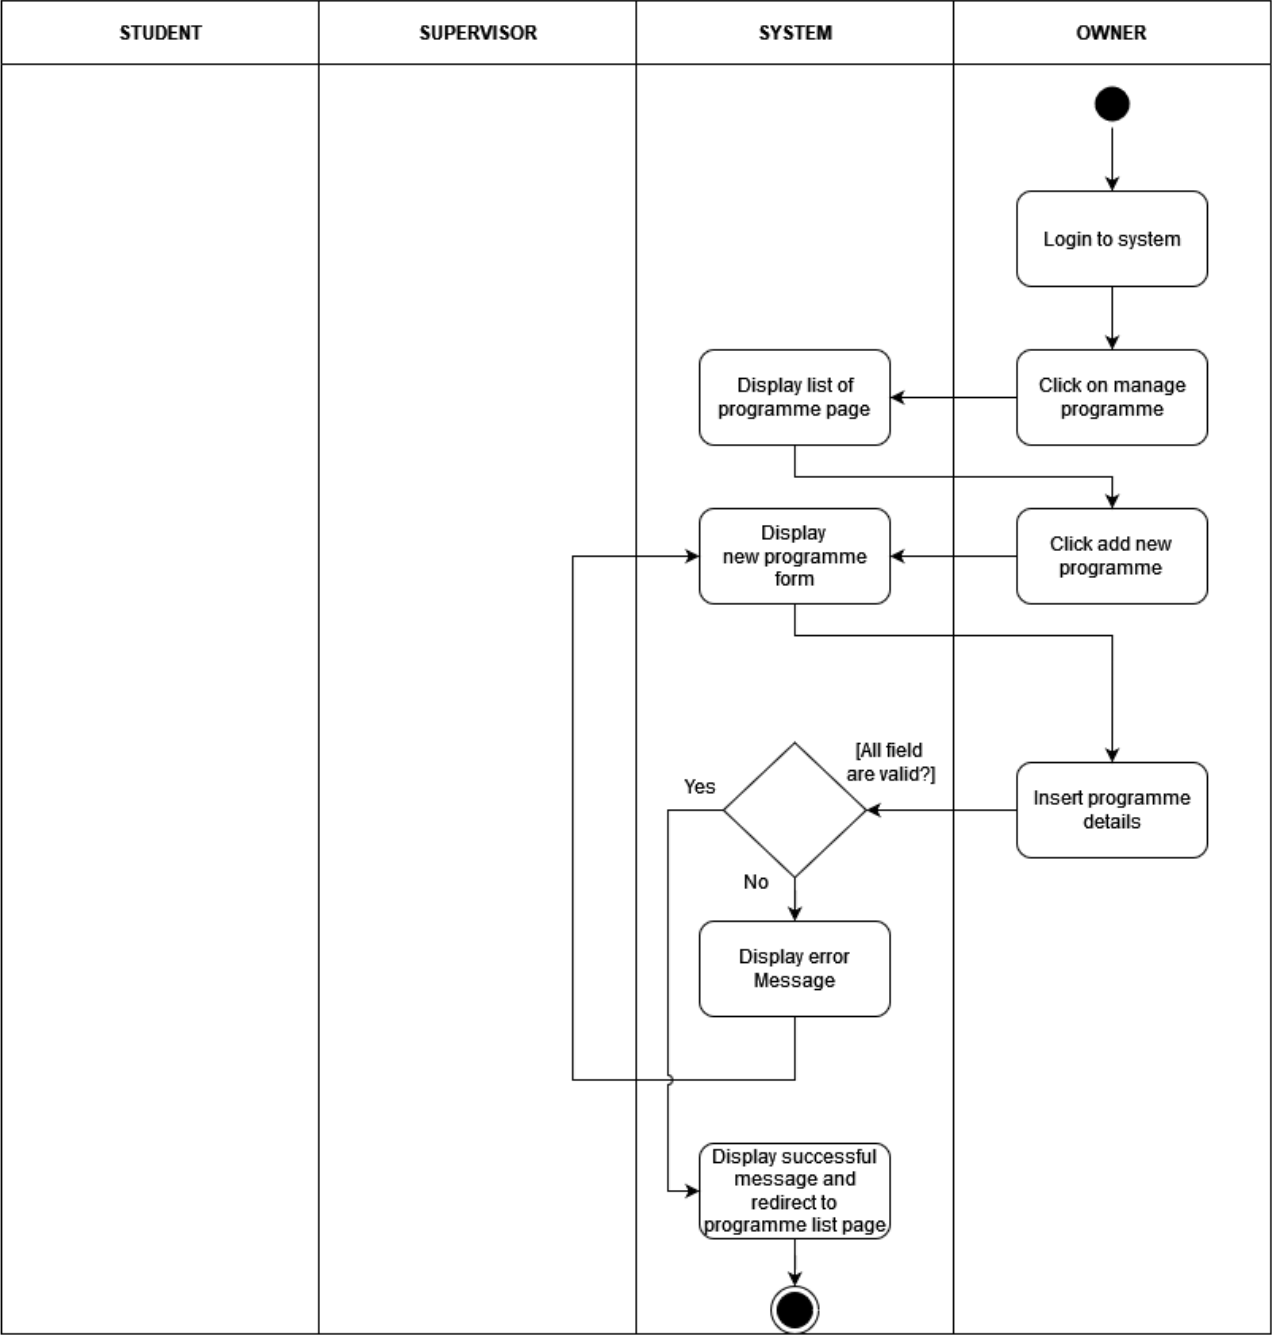 STUDENT
SUPERVISOR
SYSTEM
OWNER
Login to system
Display list of
programme page
Click on manage
programme
Display
new programme
form
Click add new
programme
[All field
are valid?]
Yes
Insert programme
details
No
Display error
Message
Display successful
message and
redirect to
programme list page